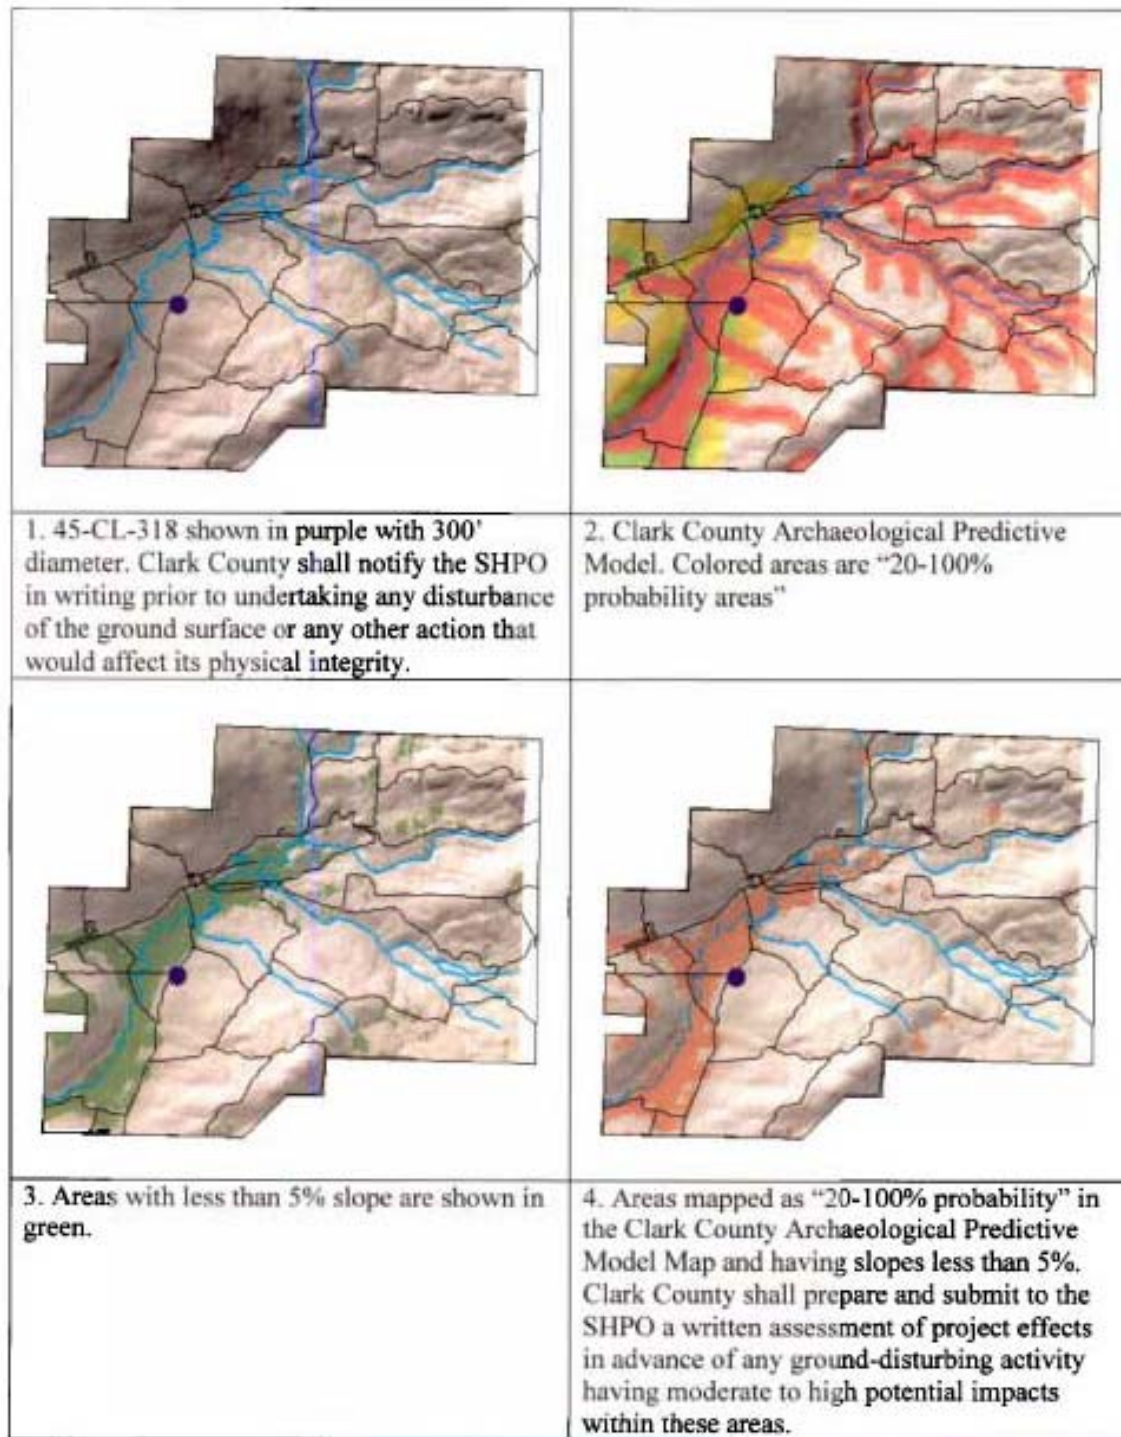 1. 45-CL-318 shown in purple with 300'
diameter. Clark County shall notify the SHPO
in writing prior to undertaking any disturbance
of the ground surface or any other action that
would affect its physical integrity.
2. Clark County Archaeological Predictive
Model. Colored areas are “20-100%
probability areas”
3. Areas with less than 5% slope are shown in
green.
4. Areas mapped as “20-100% probability” in
the Clark County Archaeological Predictive
Model Map and having slopes less than 5%.
Clark County shall prepare and submit to the
SHPO a written assessment of project effects
in advance of any ground-disturbing activity
having moderate to high potential impacts
within these areas.